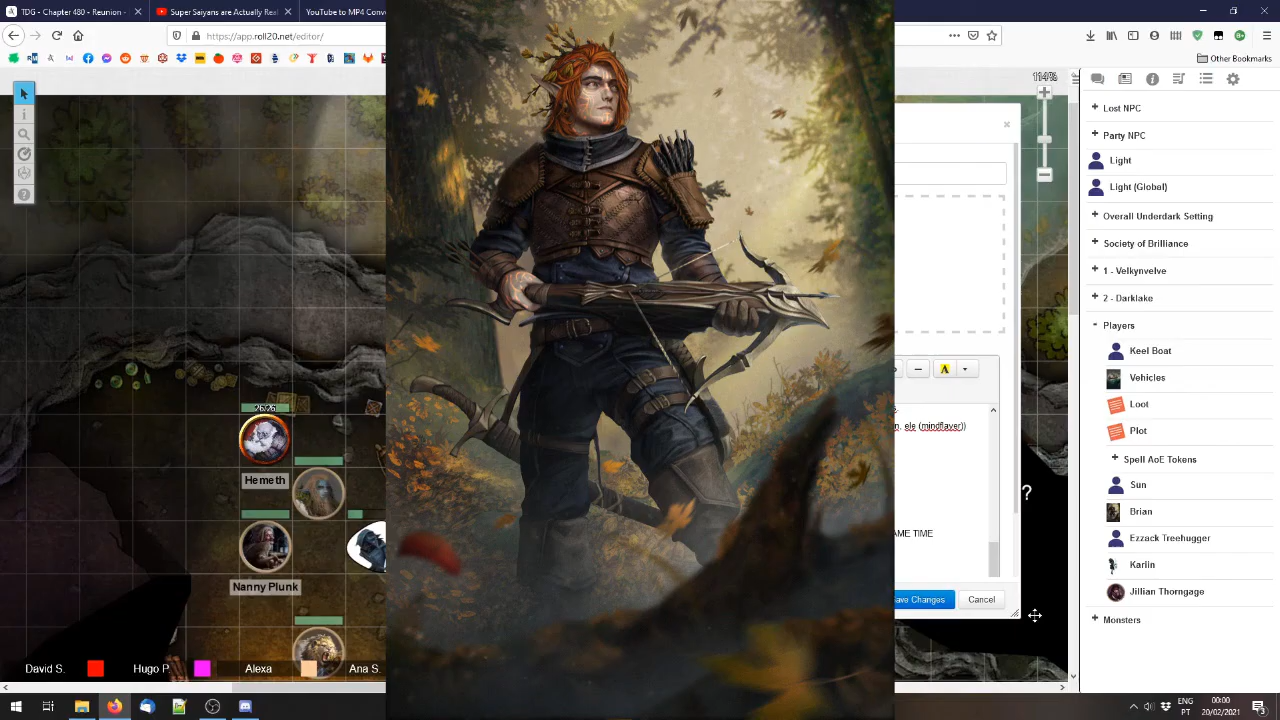 TDG - Chapter 480 - Reunion -
Super Saiyans are Actually Real
YouTube to MP4 Conv
https://app.roll20.net/editor/
Other Bookmarks
114%
Lost NPC
Party NPC
Light
Light (Global)
Overall Underdark Setting
Society of Brilliance
1 - Velkynvelve
2 - Darklake
Players
Keel Boat
Vehicles
Loot
Plot
Spell AoE Tokens
Sun
Brian
Ezzack Treehugger
Karlin
Jillian Thorngage
Monsters
A
ele (mindflayer))
AME TIME
ave Changes
Cancel
?
26/26
Hemeth
Nanny Plunk
David S.
Hugo P.
Alexa
Ana S.
ENG
PT
00:00
20/02/2021